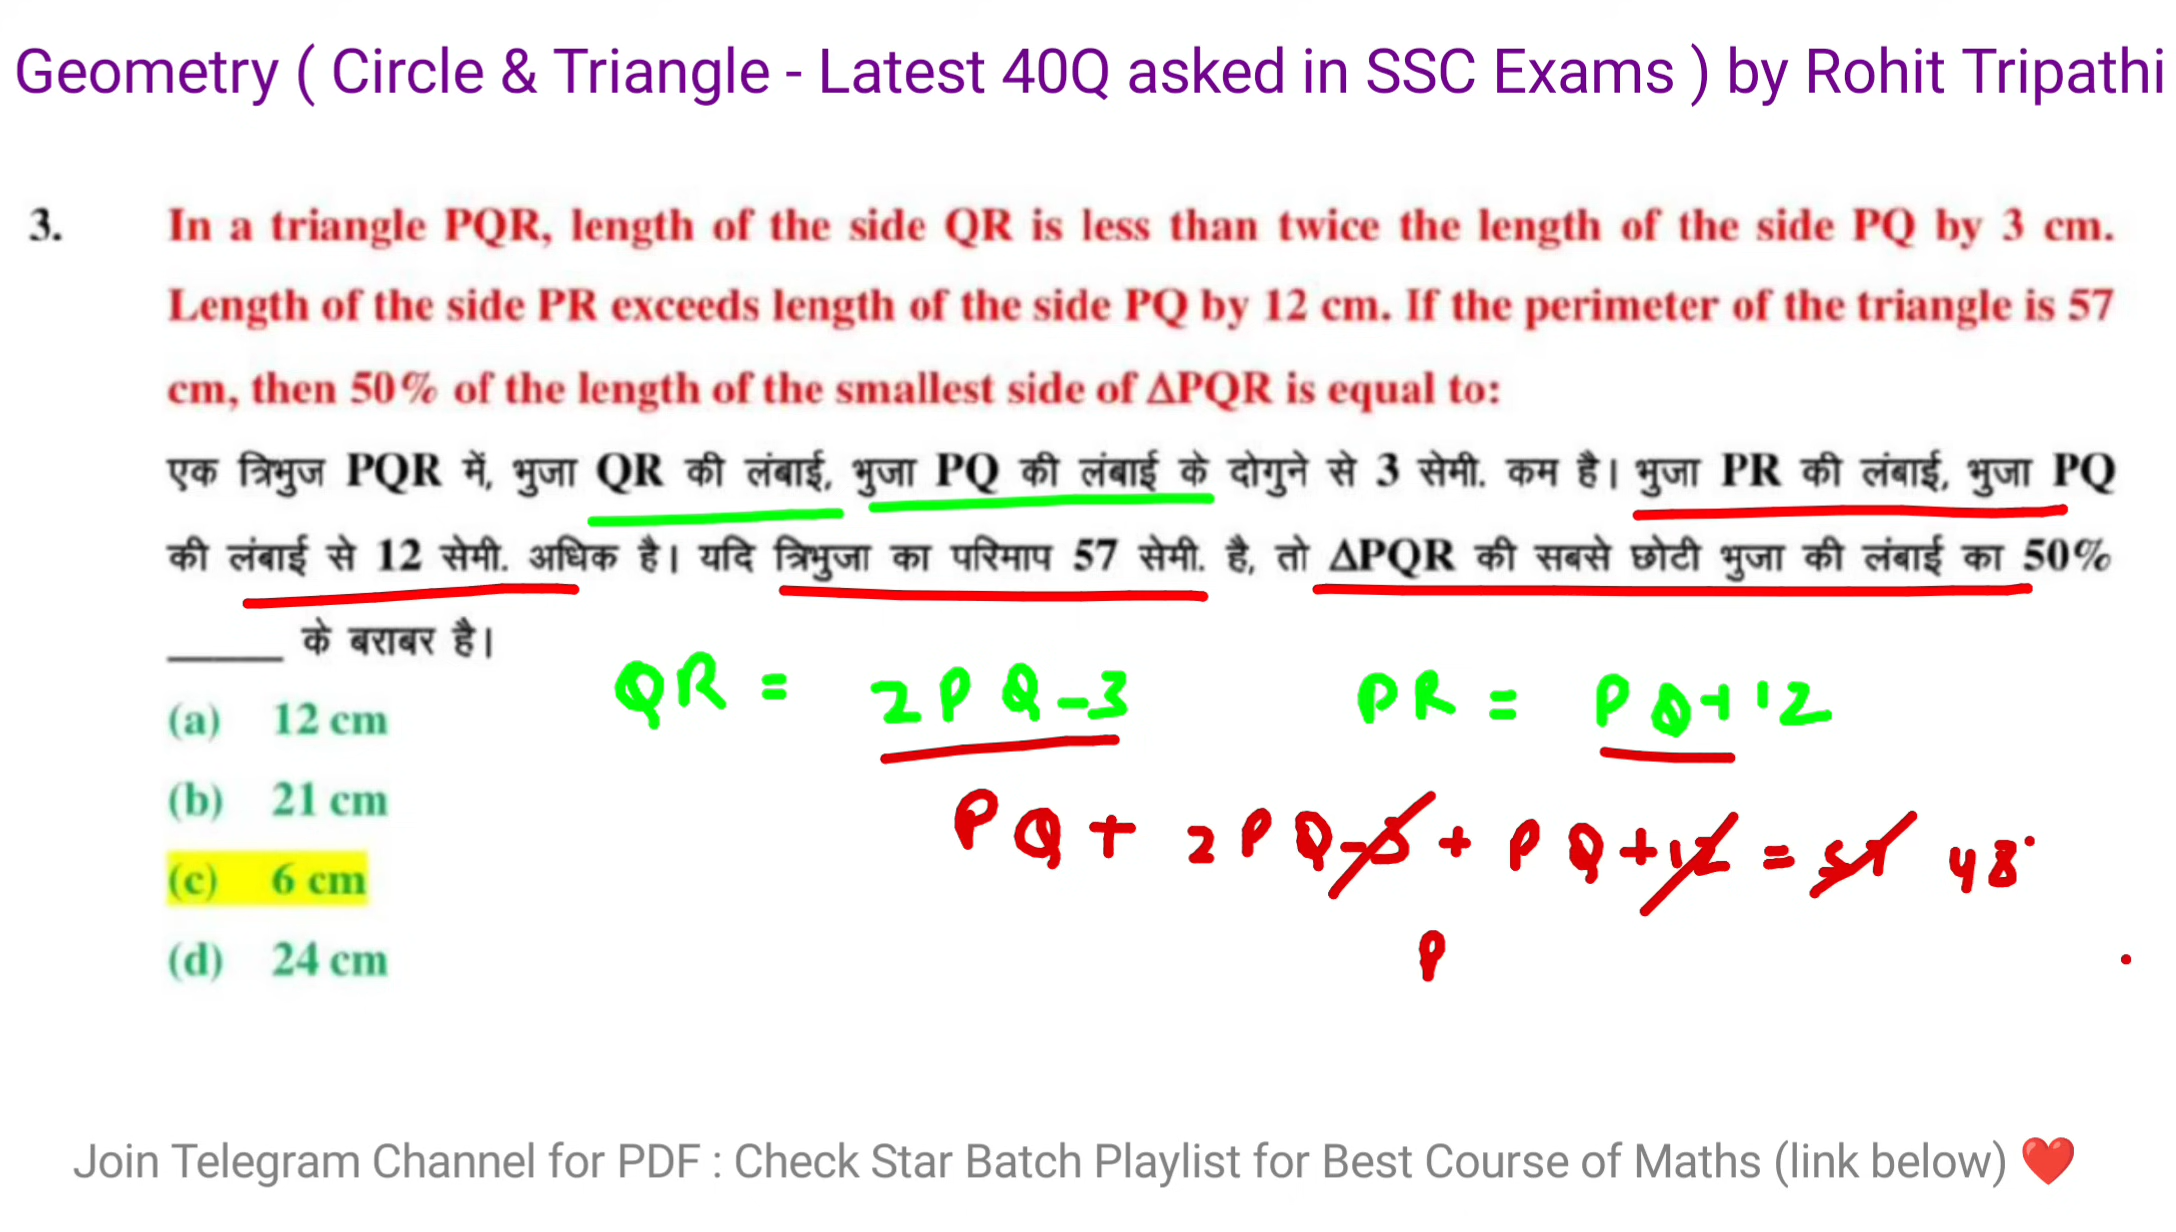 Geometry ( Circle & Triangle - Latest 40Q asked in SSC Exams ) by Rohit Tripathi
3. In a triangle PQR, length of the side QR is less than twice the length of the side PQ by 3 cm.
Length of the side PR exceeds length of the side PQ by 12 cm. If the perimeter of the triangle is 57
cm, then 50% of the length of the smallest side of ΔPQR is equal to:
एक त्रिभुज PQR में, भुजा QR की लंबाई, भुजा PQ की लंबाई के दोगुने से 3 सेमी. कम है। भुजा PR की लंबाई, भुजा PQ
की लंबाई से 12 सेमी. अधिक है। यदि त्रिभुजा का परिमाप 57 सेमी. है, तो ΔPQR की सबसे छोटी भुजा की लंबाई का 50%
_____ के बराबर है।
QR = 2PQ-3 PR = PQ+12
(a) 12 cm
PQ + 2PQ-3 + PQ+12 = 57 48
(b) 21 cm
(c) 6 cm
P
(d) 24 cm
Join Telegram Channel for PDF : Check Star Batch Playlist for Best Course of Maths (link below) ❤️